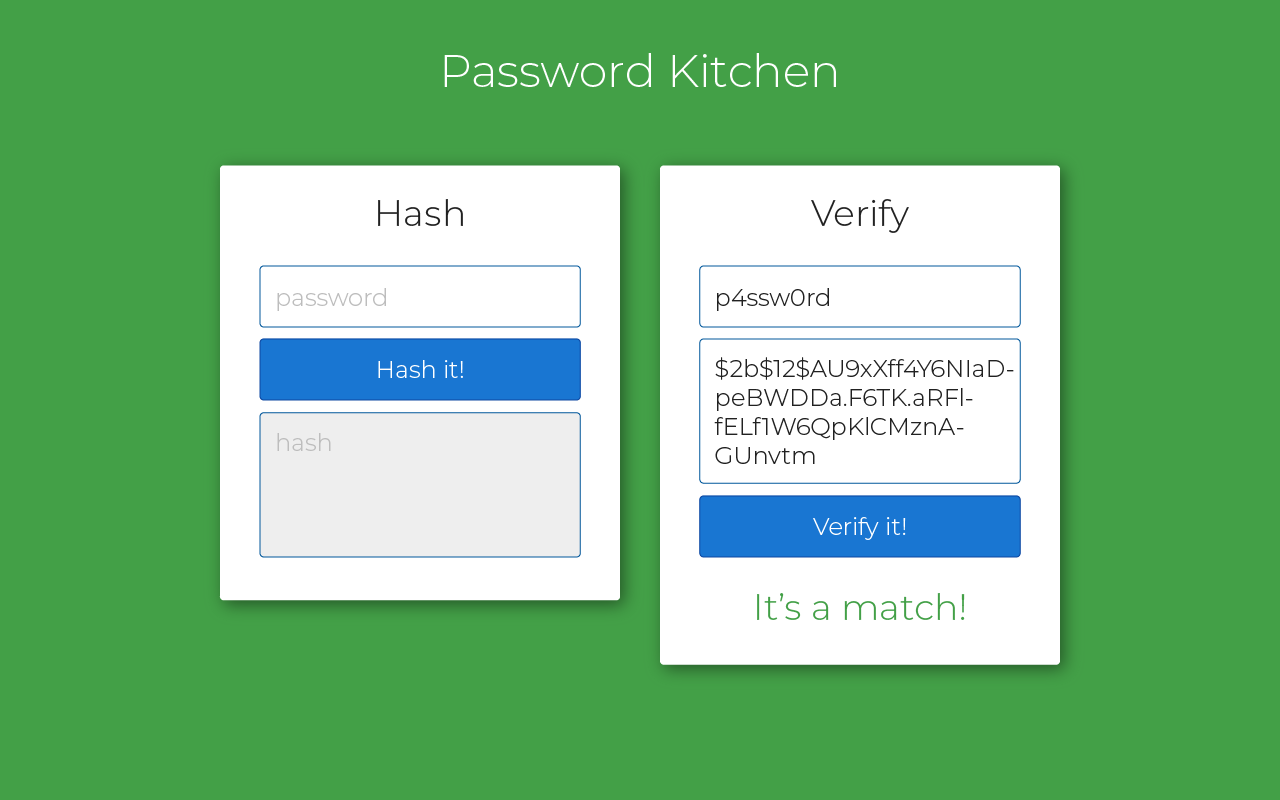 Password Kitchen
Hash
password
Hash it!
hash
Verify
p4ssw0rd
$2b$12$AU9xXff4Y6NIaD-
peBWDDa.F6TK.aRFl-
fELf1W6QpKlCMznA-
GUnvtm
Verify it!
It’s a match!